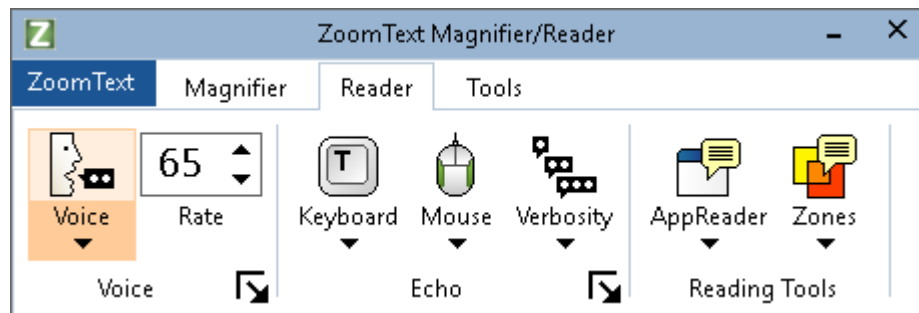 Z ZoomText Magnifier/Reader
ZoomText Magnifier Reader Tools
65 T
Voice Rate Keyboard Mouse Verbosity AppReader Zones
Voice Echo Reading Tools